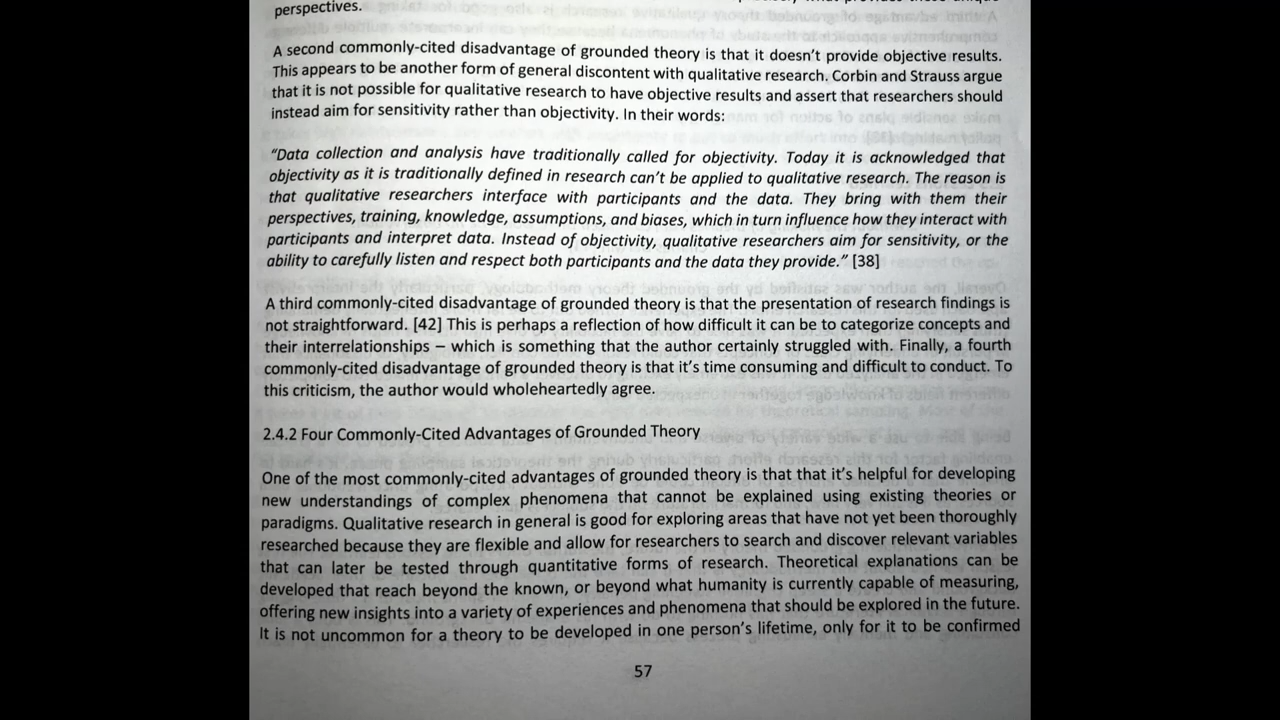 perspectives.
A second commonly-cited disadvantage of grounded theory is that it doesn't provide objective results.
This appears to be another form of general discontent with qualitative research. Corbin and Strauss argue
that it is not possible for qualitative research to have objective results and assert that researchers should
instead aim for sensitivity rather than objectivity. In their words:
“Data collection and analysis have traditionally called for objectivity. Today it is acknowledged that
objectivity as it is traditionally defined in research can’t be applied to qualitative research. The reason is
that qualitative researchers interface with participants and the data. They bring with them their
perspectives, training, knowledge, assumptions, and biases, which in turn influence how they interact with
participants and interpret data. Instead of objectivity, qualitative researchers aim for sensitivity, or the
ability to carefully listen and respect both participants and the data they provide.” [38]
A third commonly-cited disadvantage of grounded theory is that the presentation of research findings is
not straightforward. [42] This is perhaps a reflection of how difficult it can be to categorize concepts and
their interrelationships – which is something that the author certainly struggled with. Finally, a fourth
commonly-cited disadvantage of grounded theory is that it’s time consuming and difficult to conduct. To
this criticism, the author would wholeheartedly agree.
2.4.2 Four Commonly-Cited Advantages of Grounded Theory
One of the most commonly-cited advantages of grounded theory is that that it’s helpful for developing
new understandings of complex phenomena that cannot be explained using existing theories or
paradigms. Qualitative research in general is good for exploring areas that have not yet been thoroughly
researched because they are flexible and allow for researchers to search and discover relevant variables
that can later be tested through quantitative forms of research. Theoretical explanations can be
developed that reach beyond the known, or beyond what humanity is currently capable of measuring,
offering new insights into a variety of experiences and phenomena that should be explored in the future.
It is not uncommon for a theory to be developed in one person’s lifetime, only for it to be confirmed
57